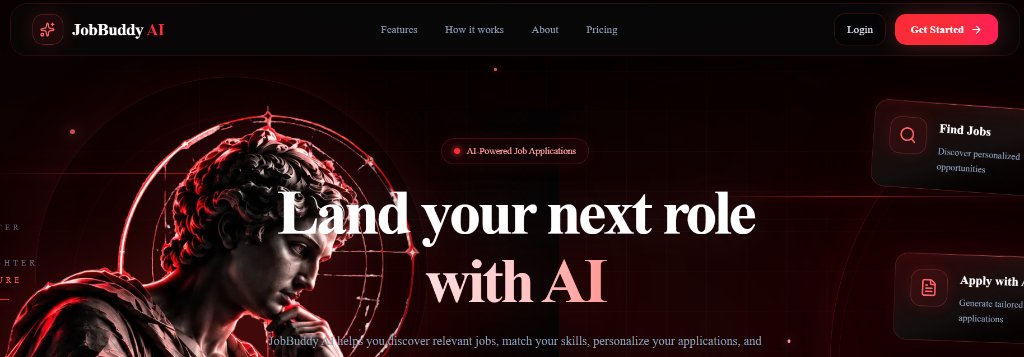 JobBuddy AI
Features
How it works
About
Pricing
Login
Get Started
AI-Powered Job Applications
Land your next role
with AI
JobBuddy AI helps you discover relevant jobs, match your skills, personalize your applications, and
Find Jobs
Discover personalized
opportunities
Apply with
Generate tailored
applications